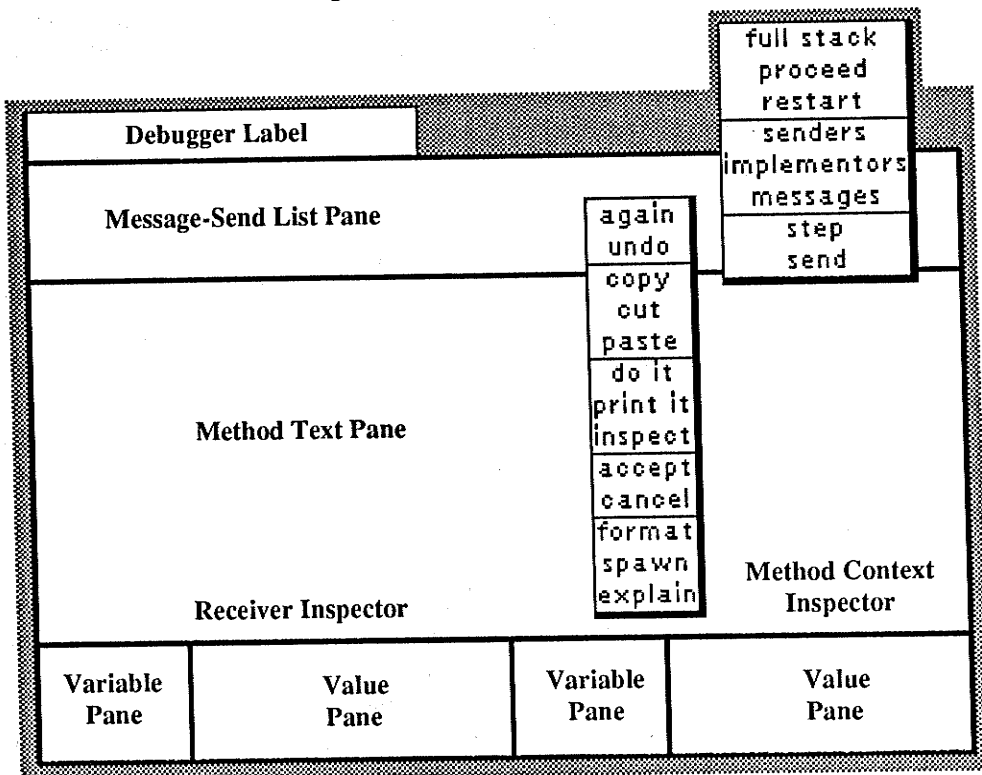 full stack
proceed
restart
senders
implementors
messages
step
send
Debugger Label
Message-Send List Pane
again
undo
copy
cut
paste
do it
print it
inspect
accept
cancel
format
spawn
explain
Method Text Pane
Receiver Inspector
Method Context
Inspector
Variable
Pane
Value
Pane
Variable
Pane
Value
Pane